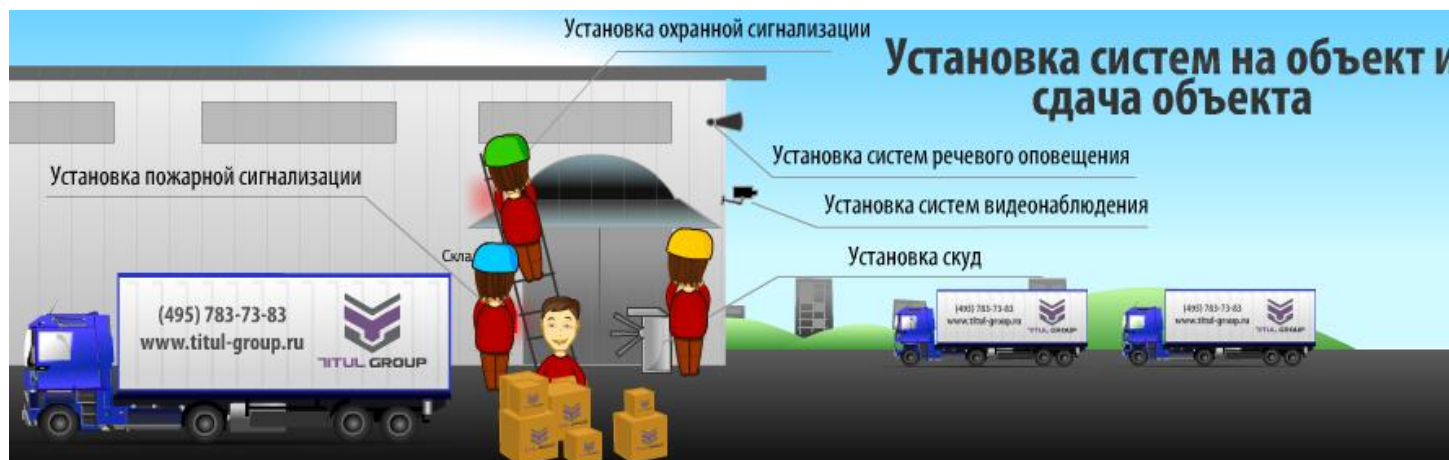 Установка охранной сигнализации
Установка систем на объект и
сдача объекта
Установка систем речевого оповещения
Установка пожарной сигнализации
Установка систем видеонаблюдения
Установка скуд
Скла
(495) 783-73-83
www.titul-group.ru
TITUL GROUP
(495) 783-73-83
www.titul-group.ru
TITUL GROUP
(495) 783-73-83
www.titul-group.ru
TITUL GROUP